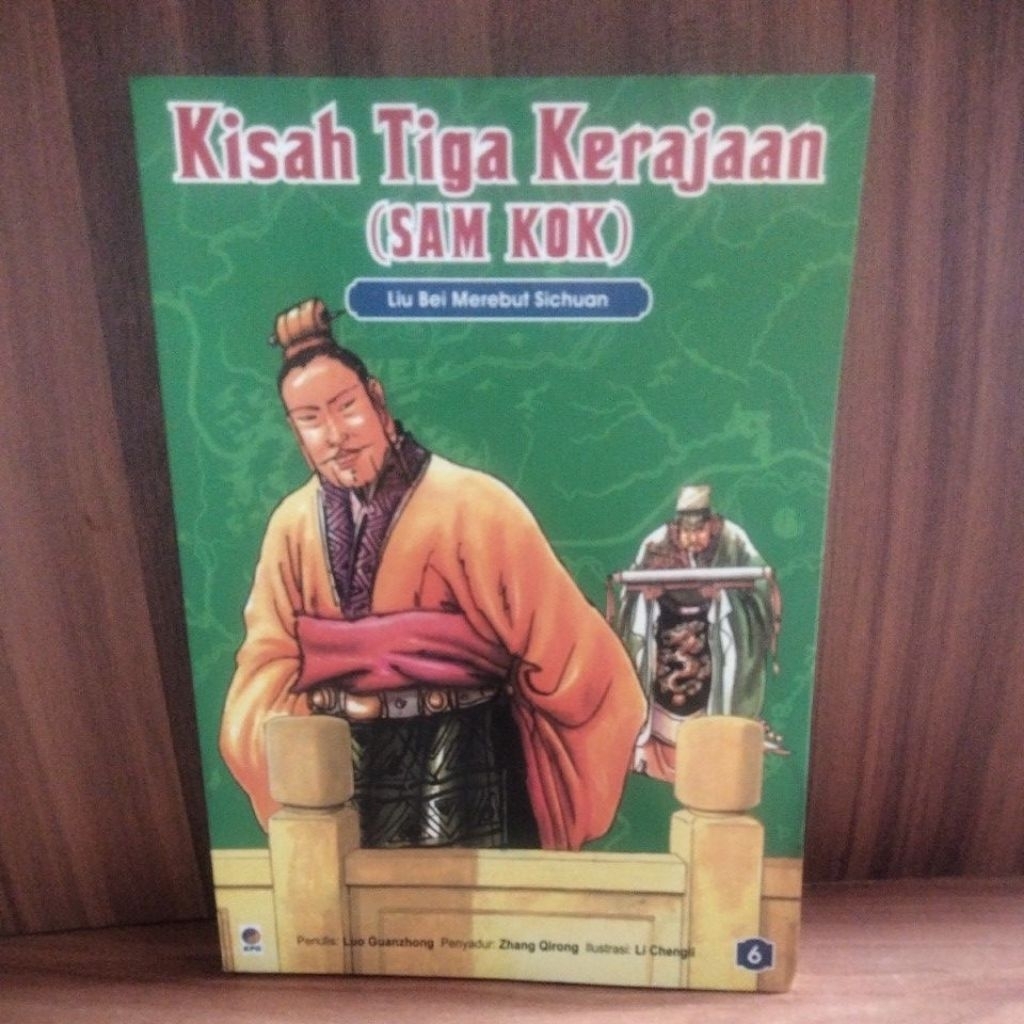 Kisah Tiga Kerajaan
(SAM KOK)
Liu Bei Merebut Sichuan
Penulis: Luo Guanzhong Penyadur: Zhang Qirong Ilustrasi: Li Chengli
KPG
6